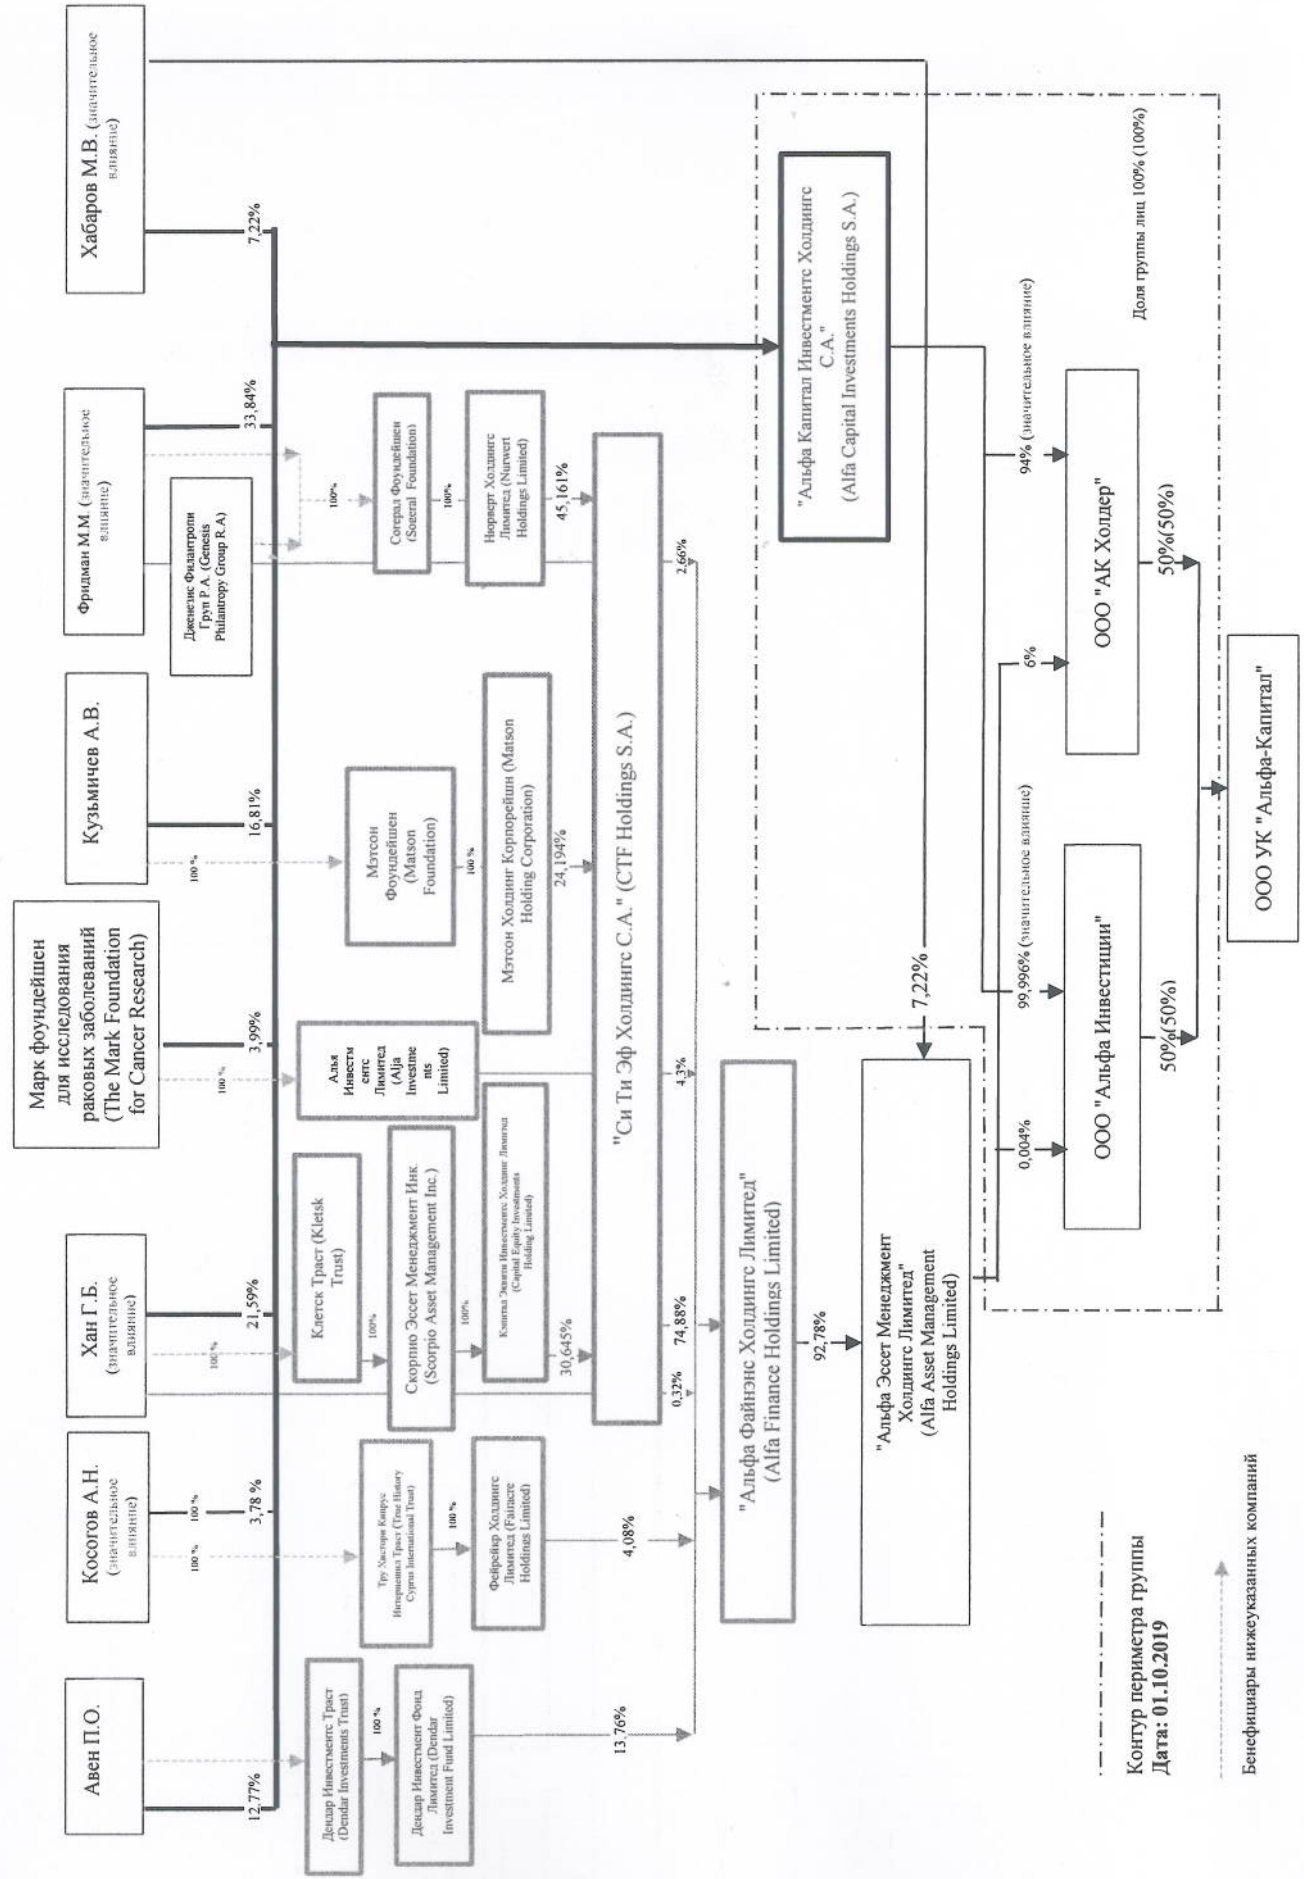 Авен П.О.
Косогов А.Н.
(значительное
влияние)
Хан Г.Б.
(значительное
влияние)
Марк фоундейшен
для исследования
раковых заболеваний
(The Mark Foundation
for Cancer Research)
Кузьмичев А.В.
Фридман М.М. (значительное
влияние)
Хабаров М.В. (значительное
влияние)
Дженезис Филантропи
Груп Р.А. (Genesis
Philantropy Group R.A)
100 %
100 %
100 %
100 %
100 %
12,77%
3,78 %
21,59%
3,99%
16,81%
33,84%
7,22%
100%
Дендар Инвестментс Траст
(Dendar Investments Trust)
100 %
Дендар Инвестмент Фонд
Лимитед (Dendar
Investment Fund Limited)
Тру Хистори Кипрус
Интернешнл Траст (True History
Cyprus International Trust)
100 %
Фейрейкр Холдингс
Лимитед (Fairacre
Holdings Limited)
Клетск Траст (Kletsk
Trust)
100%
Скорпио Эссет Менеджмент Инк.
(Scorpio Asset Management Inc.)
100%
Кэпитал Эквити Инвестментс Холдинг Лимитед
(Capital Equity Investments
Holding Limited)
Алья
Инвестм
ентс
Лимитед
(Alja
Investme
nts
Limited)
Мэтсон
Фоундейшен
(Matson
Foundation)
100 %
Мэтсон Холдинг Корпорейшн (Matson
Holding Corporation)
Согерал Фоундейшен
(Sogeral Foundation)
100%
Нюрверт Холдингс
Лимитед (Nurwert
Holdings Limited)
30,645%
24,194%
45,161%
"Си Ти Эф Холдингс С.А." (CTF Holdings S.A.)
13,76%
4,08%
0,32%
74,88%
4,3%
2,66%
"Альфа Файнэнс Холдингс Лимитед"
(Alfa Finance Holdings Limited)
92,78%
"Альфа Капитал Инвестментс Холдингс
С.А."
(Alfa Capital Investments Holdings S.A.)
"Альфа Эссет Менеджмент
Холдингс Лимитед"
(Alfa Asset Management
Holdings Limited)
7,22%
0,004%
99,996% (значительное влияние)
6%
94% (значительное влияние)
ООО "Альфа Инвестиции"
ООО "АК Холдер"
Доля группы лиц 100% (100%)
50%(50%)
50%(50%)
ООО УК "Альфа-Капитал"
Контур периметра группы
Дата: 01.10.2019
Бенефициары нижеуказанных компаний